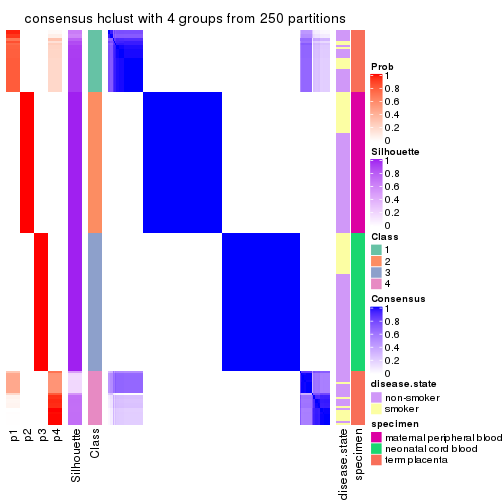 consensus hclust with 4 groups from 250 partitions
Prob
1
0.8
0.6
0.4
0.2
0
Silhouette
1
0.8
0.6
0.4
0.2
0
Class
1
2
3
4
Consensus
1
0.8
0.6
0.4
0.2
0
disease.state
non-smoker
smoker
specimen
maternal peripheral blood
neonatal cord blood
term placenta
p1
p2
p3
p4
Silhouette
Class
disease.state
specimen